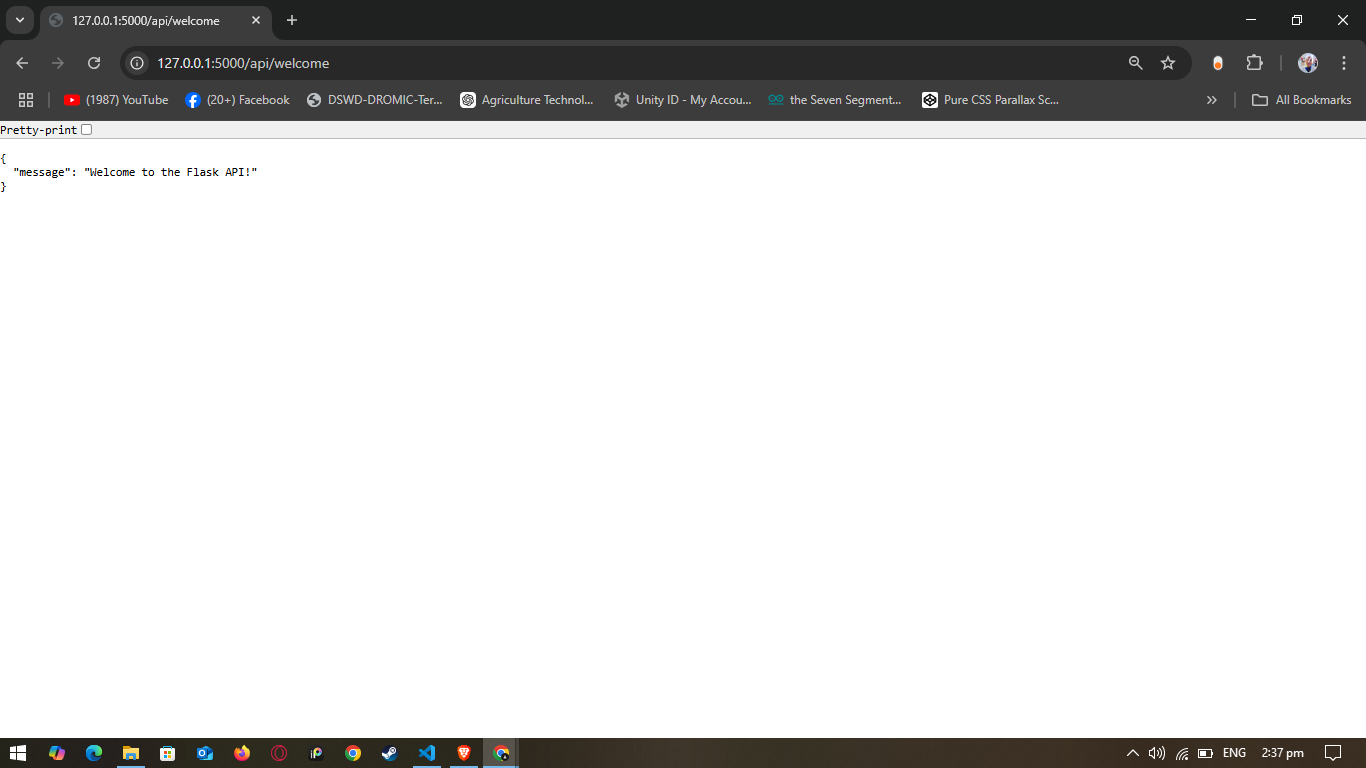 127.0.0.1:5000/api/welcome
127.0.0.1:5000/api/welcome
(1987) YouTube
(20+) Facebook
DSWD-DROMIC-Ter...
Agriculture Technol...
Unity ID - My Accou...
the Seven Segment...
Pure CSS Parallax Sc...
All Bookmarks
Pretty-print
{
"message": "Welcome to the Flask API!"
}
ENG
2:37 pm